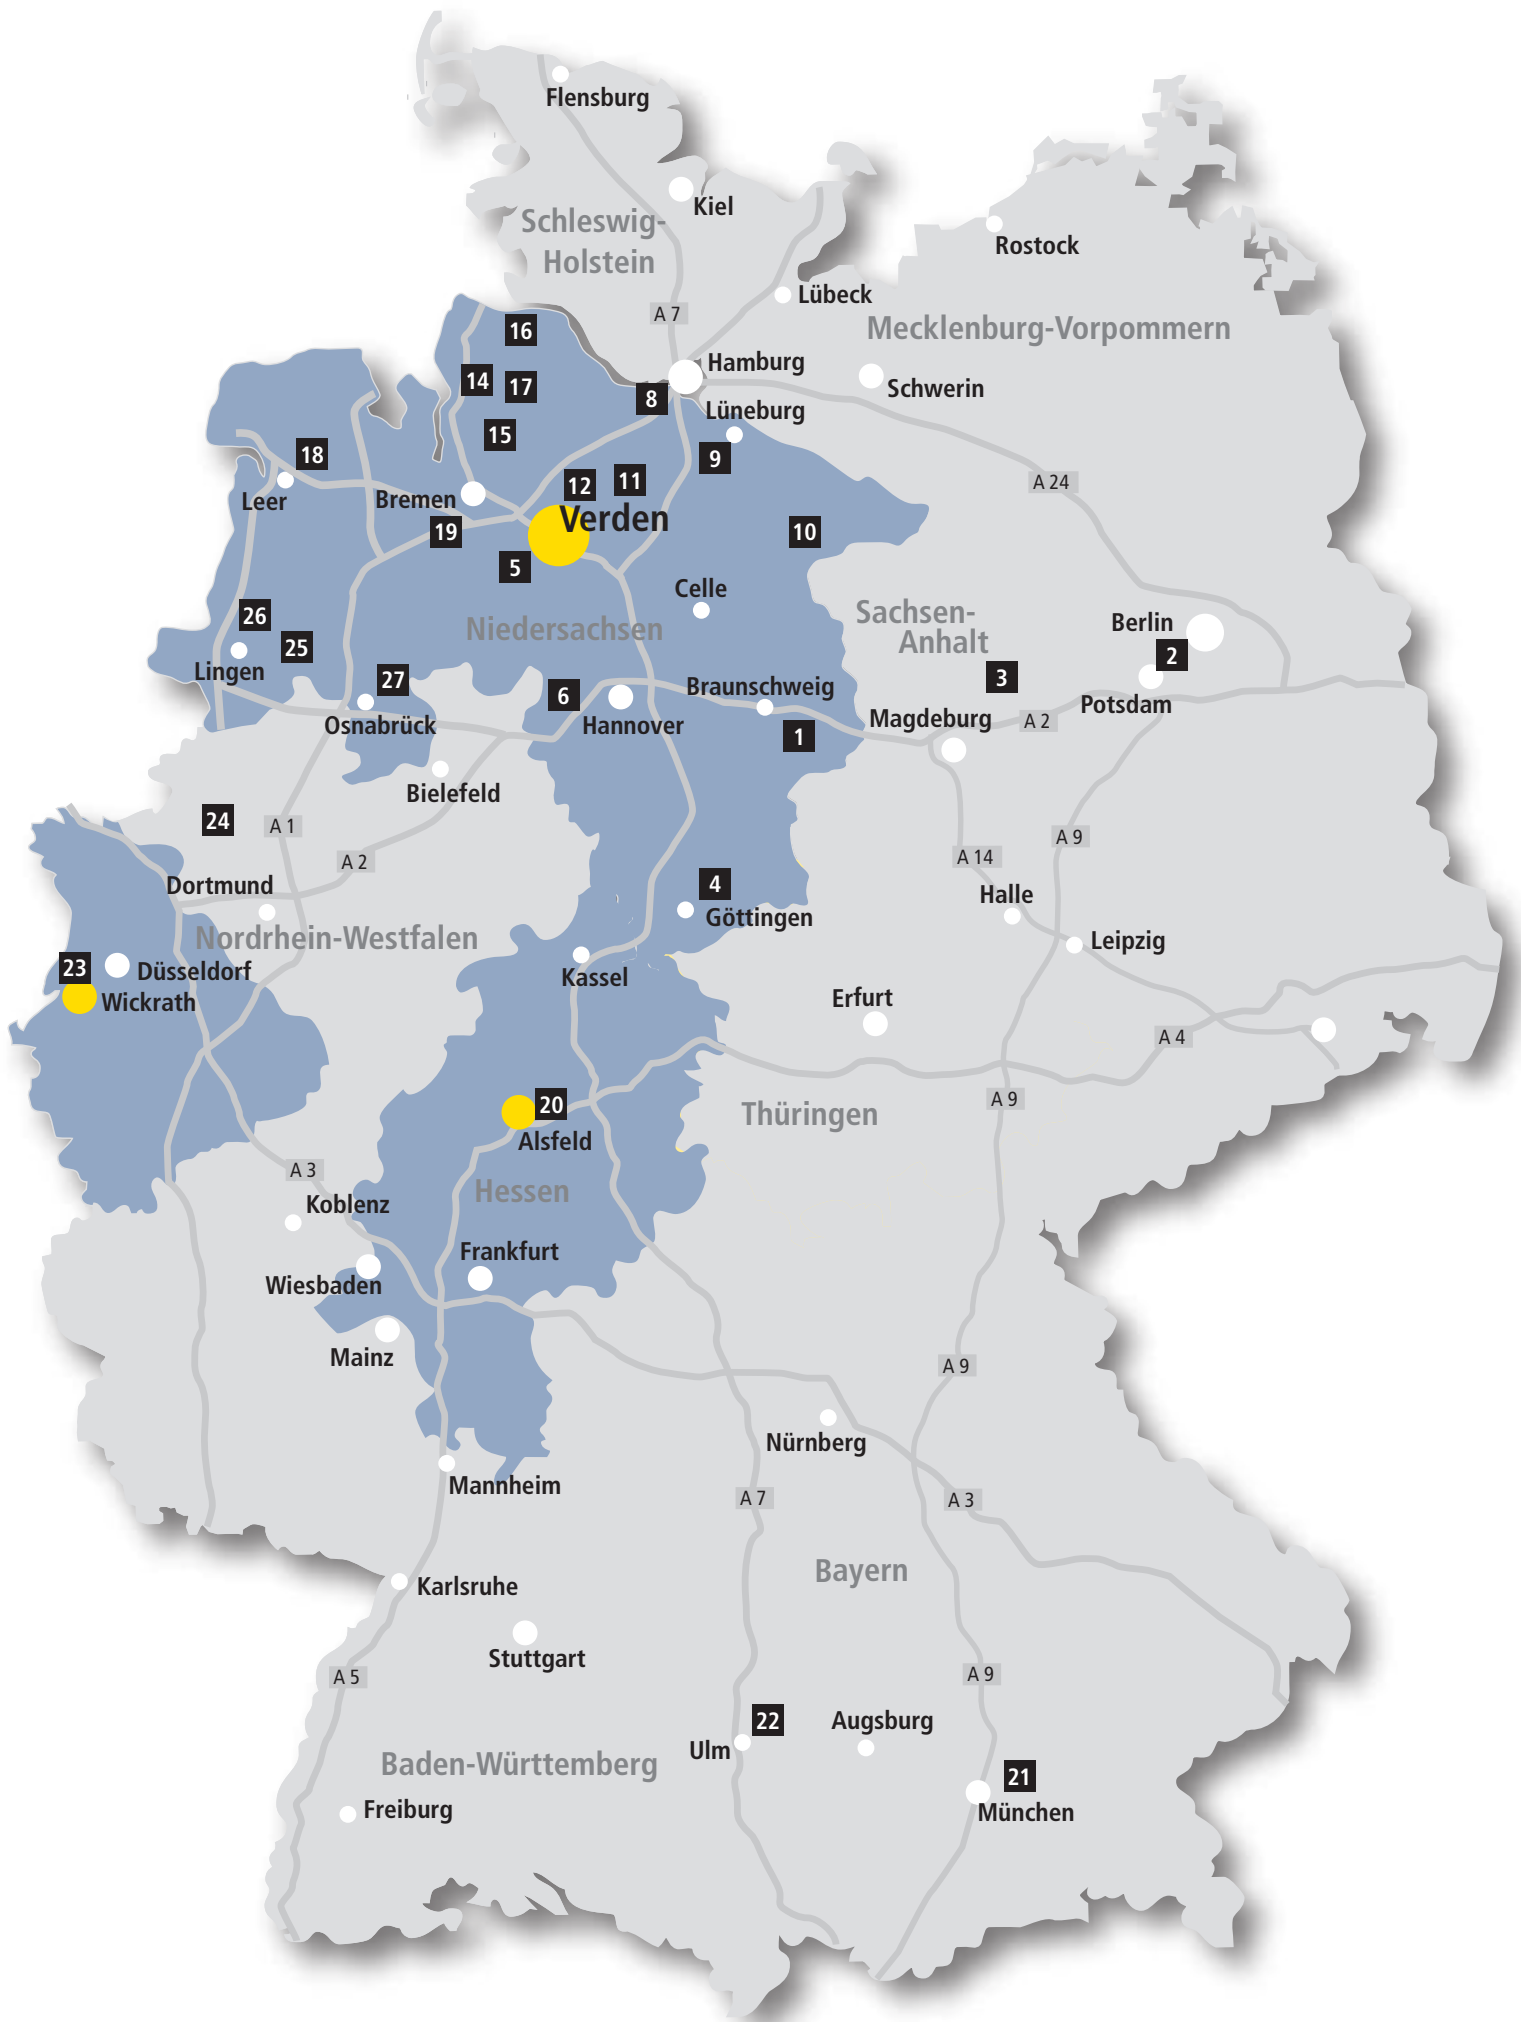 Flensburg
Kiel
Schleswig-
Holstein
Rostock
Lübeck
A 7
16
Mecklenburg-Vorpommern
Hamburg
14
17
8
Schwerin
Lüneburg
15
18
9
A 24
12
11
Leer
Bremen
Verden
19
10
5
Celle
26
Niedersachsen
Sachsen-
Anhalt
Berlin
25
2
Lingen
27
3
6
Braunschweig
Potsdam
Osnabrück
Hannover
Magdeburg
A 2
1
Bielefeld
24
A 1
A 9
A 2
A 14
Dortmund
4
Halle
Göttingen
Nordrhein-Westfalen
Leipzig
23
Düsseldorf
Kassel
Wickrath
Erfurt
A 4
20
A 9
Thüringen
Alsfeld
A 3
Hessen
Koblenz
Frankfurt
Wiesbaden
Mainz
A 9
Nürnberg
Mannheim
A 7
A 3
Bayern
Karlsruhe
Stuttgart
A 5
A 9
22
Augsburg
Ulm
Baden-Württemberg
21
Freiburg
München